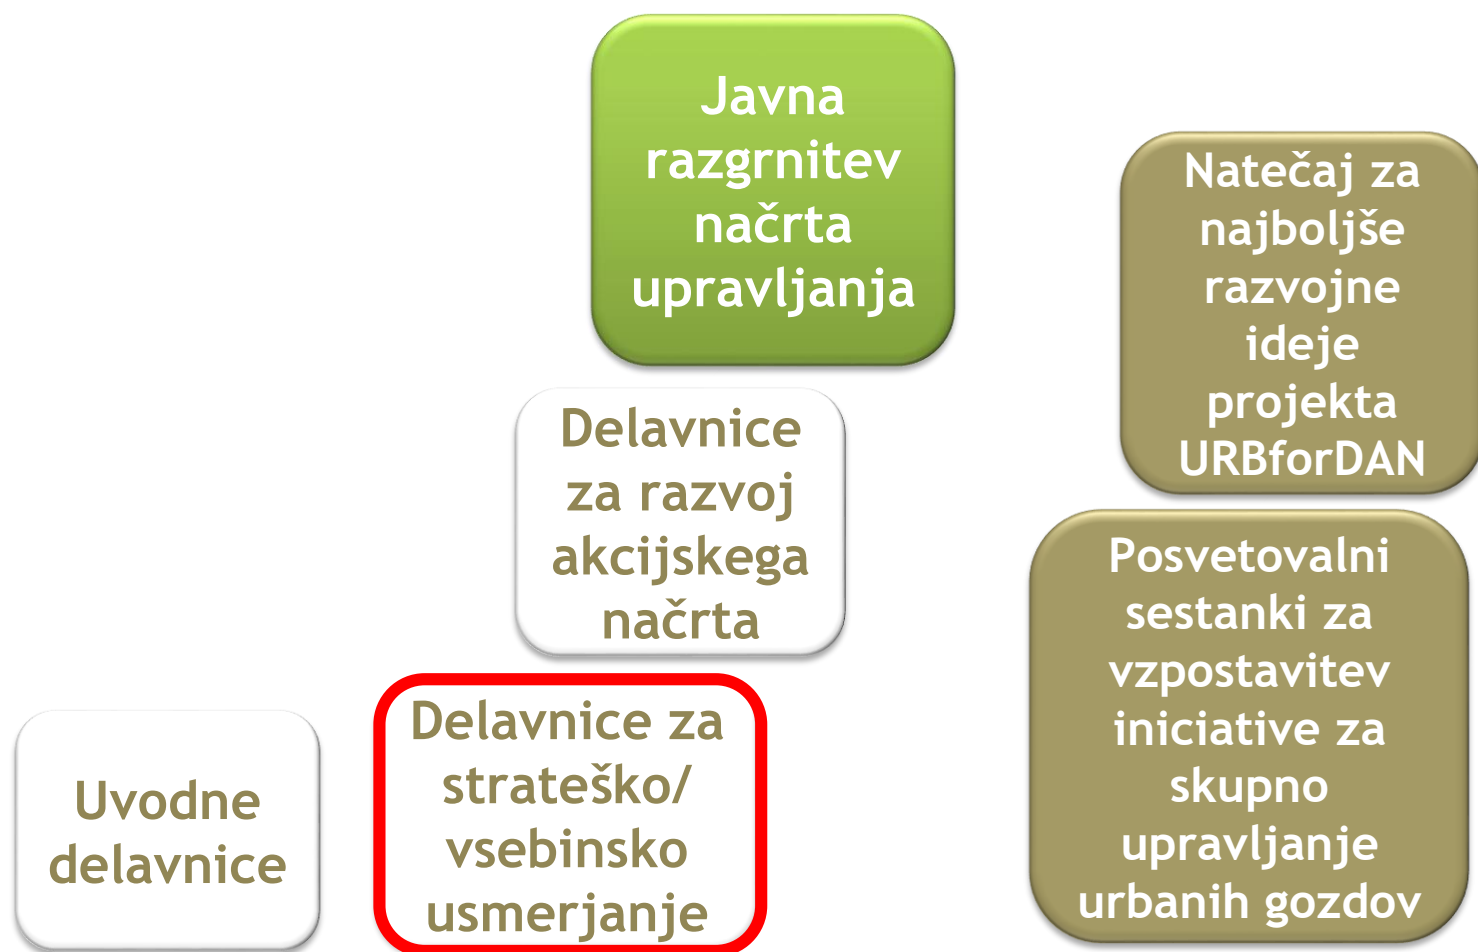 Javna
razgrnitev
načrta
upravljanja
Natečaj za
najboljše
razvojne
ideje
projekta
URBforDAN
Delavnice
za razvoj
akcijskega
načrta
Posvetovalni
sestanki za
vzpostavitev
iniciative za
skupno
upravljanje
urbanih gozdov
Delavnice za
strateško/
vsebinsko
usmerjanje
Uvodne
delavnice